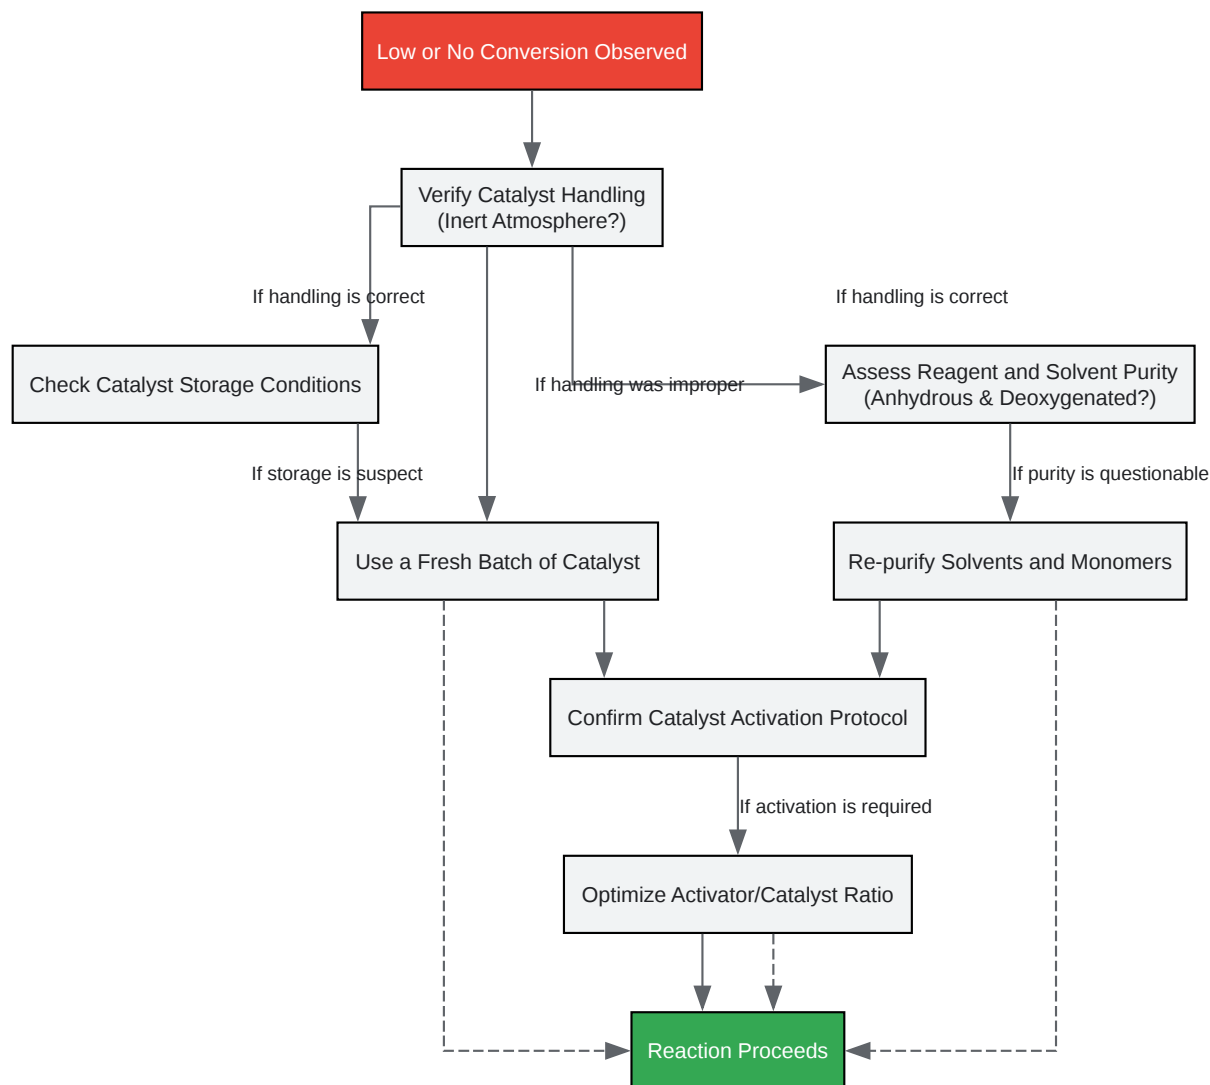 Low or No Conversion Observed
Verify Catalyst Handling
(Inert Atmosphere?)
If handling is correct
If handling is correct
Check Catalyst Storage Conditions
If handling was improper
Assess Reagent and Solvent Purity
(Anhydrous & Deoxygenated?)
If storage is suspect
If purity is questionable
Use a Fresh Batch of Catalyst
Re-purify Solvents and Monomers
Confirm Catalyst Activation Protocol
If activation is required
Optimize Activator/Catalyst Ratio
Reaction Proceeds